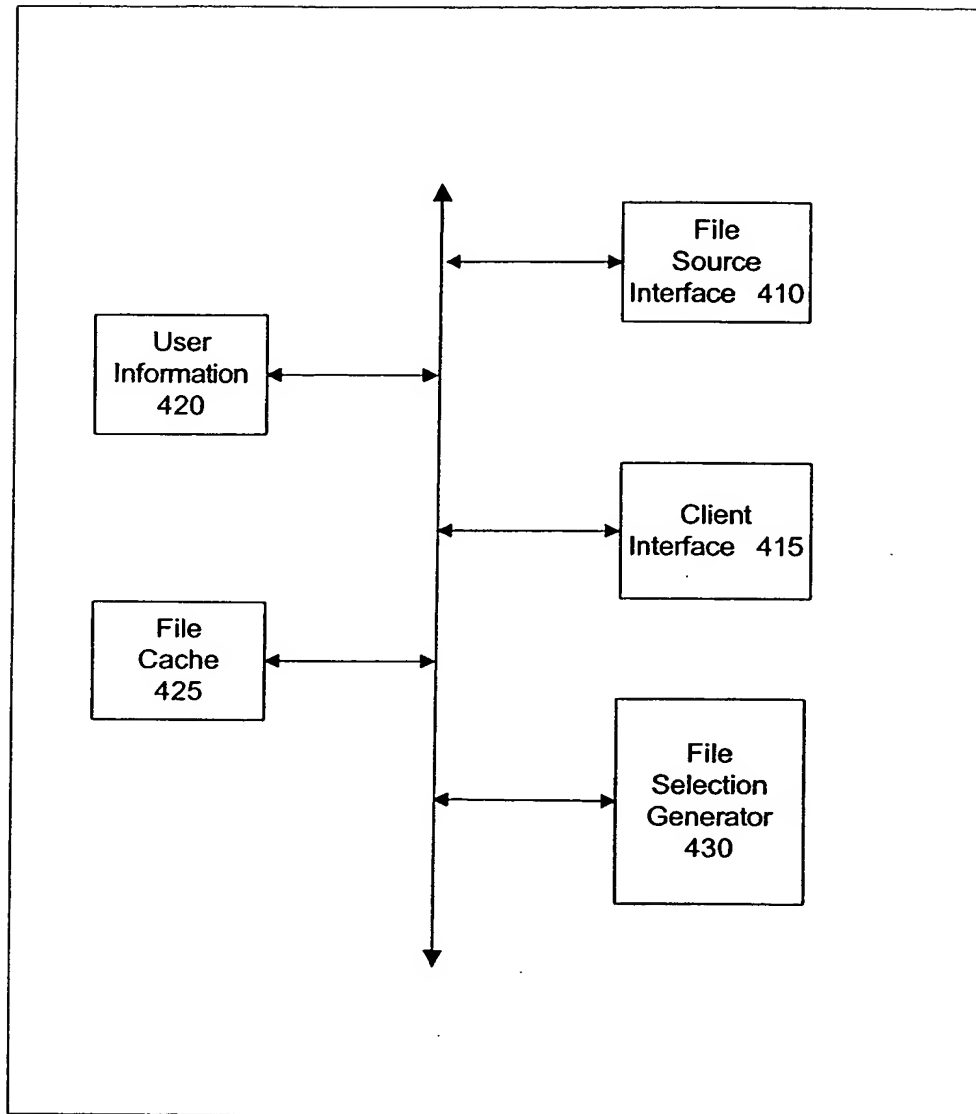 File
Source
Interface 410
User
Information
420
Client
Interface 415
File
Cache
425
File
Selection
Generator
430